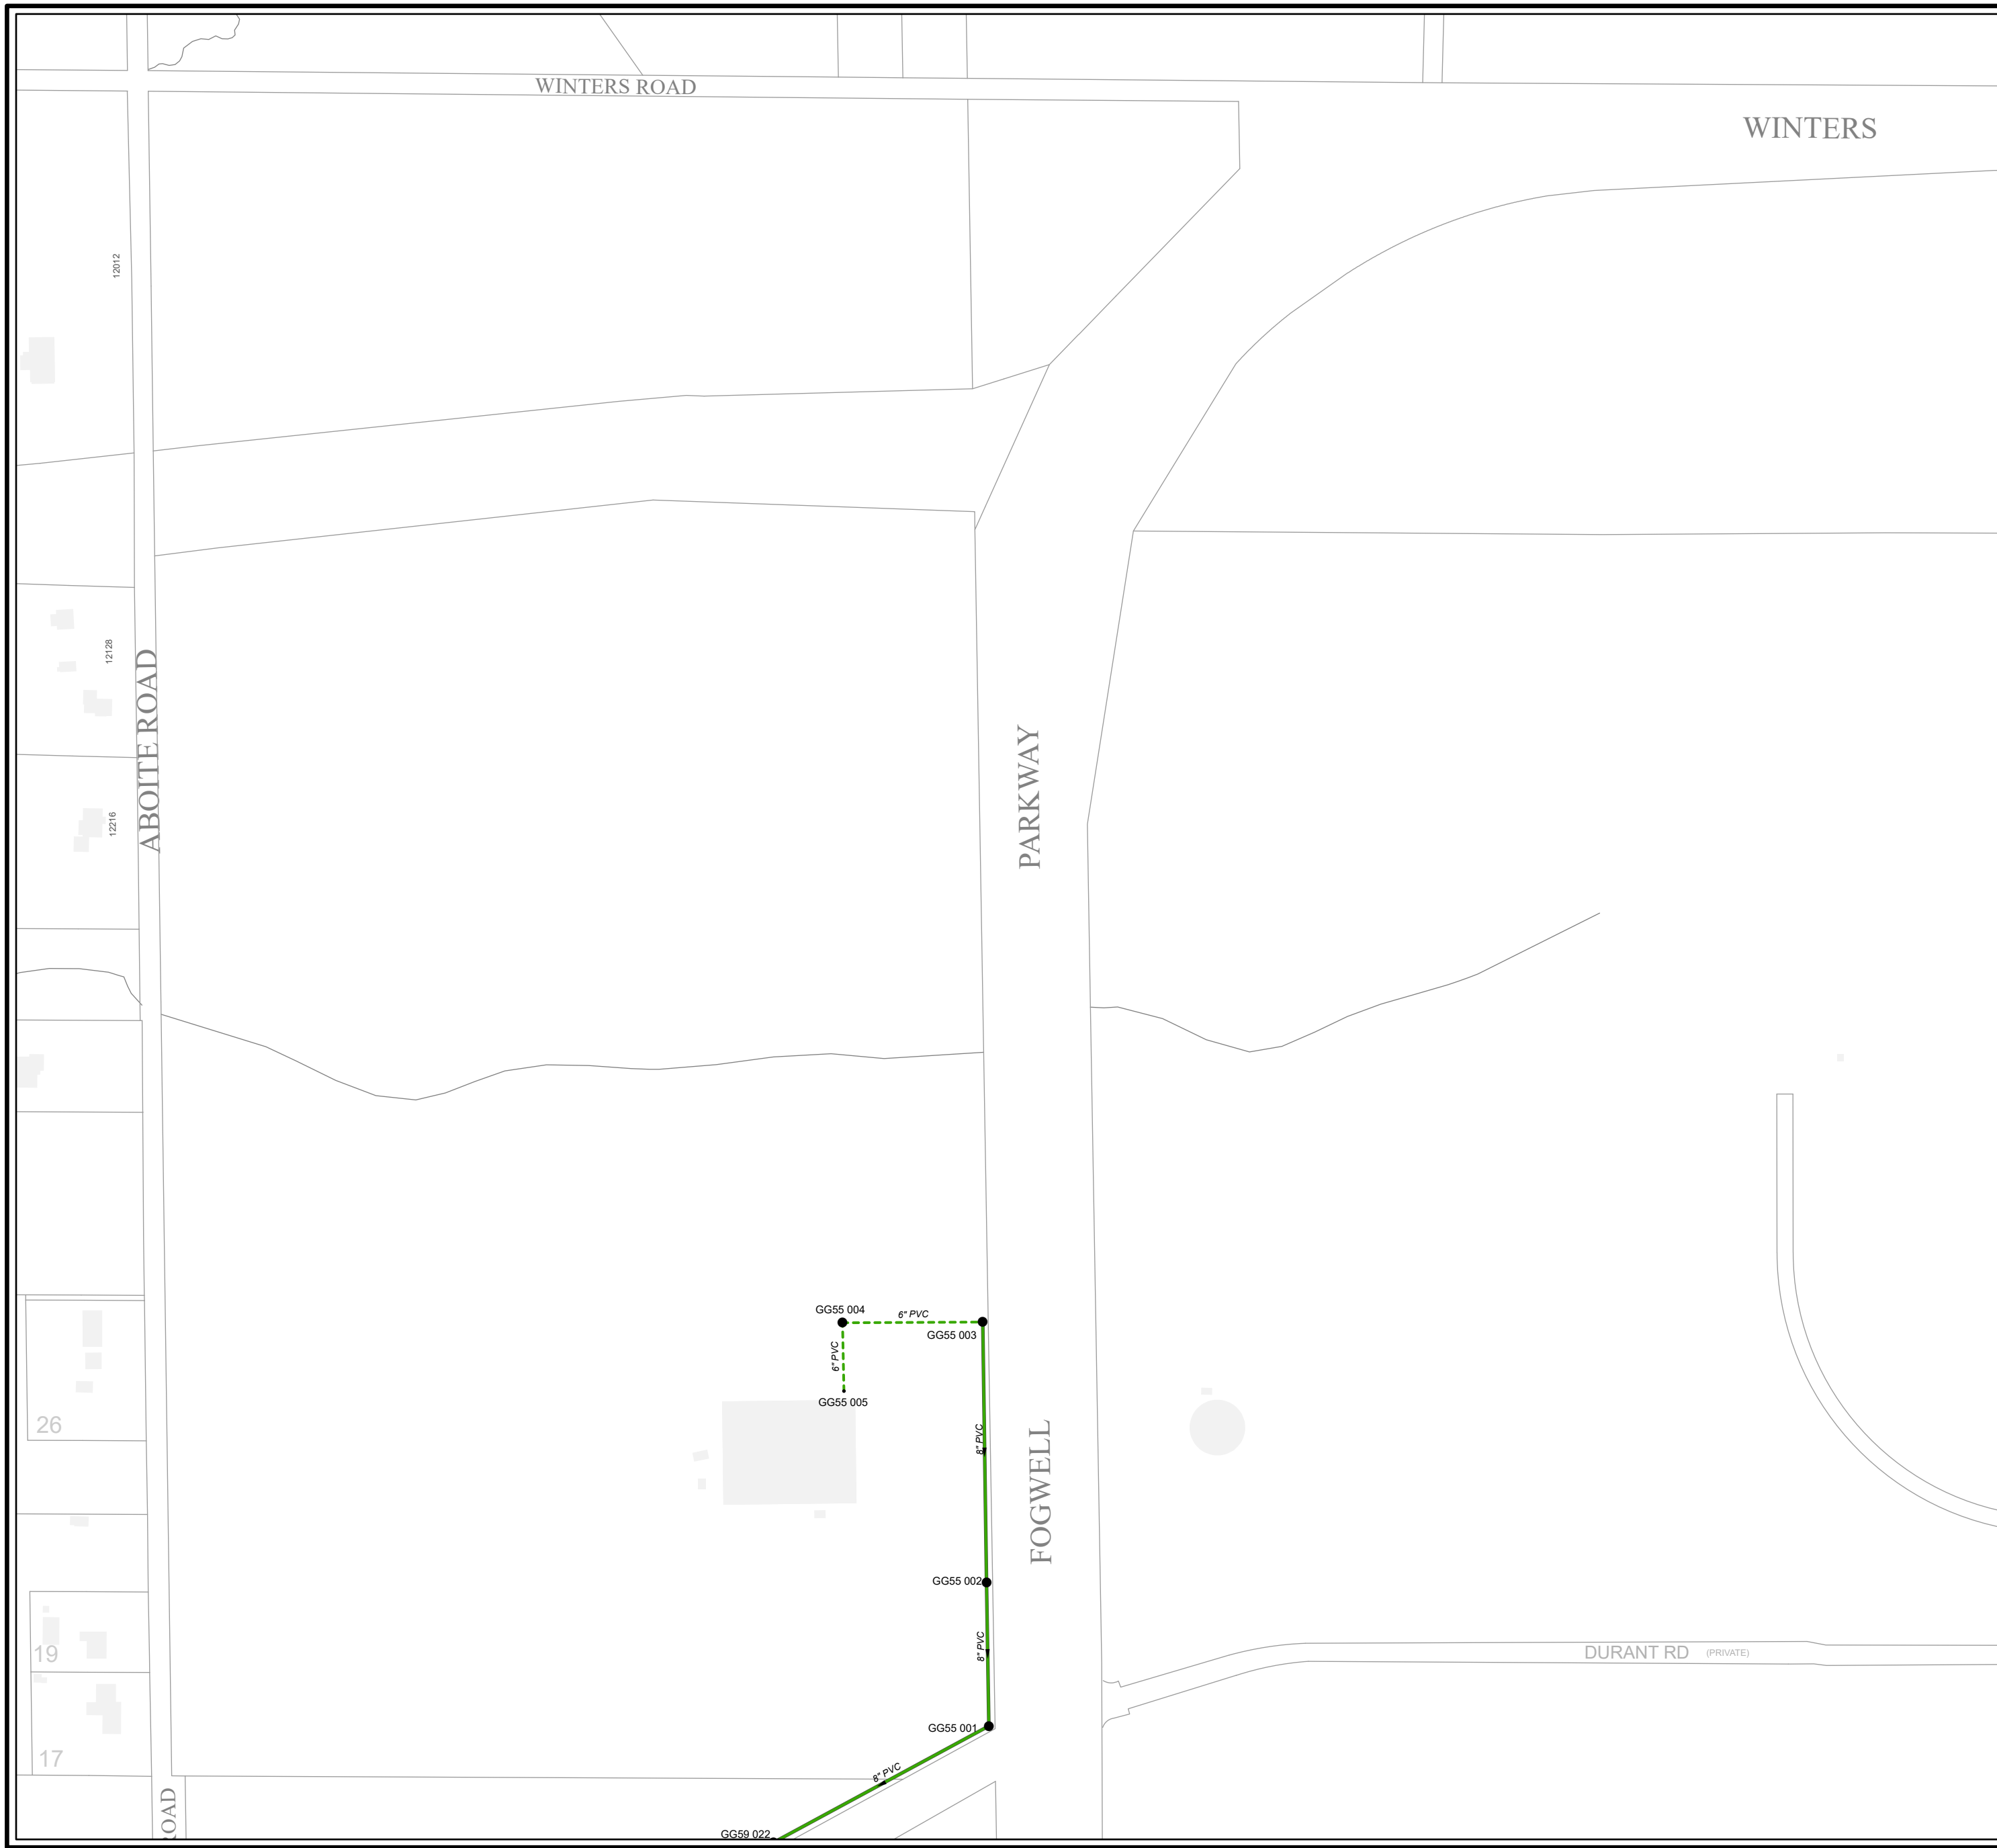 WINTERS ROAD
WINTERS
12012
12128
ABOITE ROAD
PARKWAY
12216
GG55 004
6" PVC
GG55 003
6" PVC
GG55 005
26
8" PVC
FOGWELL
GG55 002
19
8" PVC
DURANT RD (PRIVATE)
GG55 001
17
8" PVC
ROAD
GG59 022